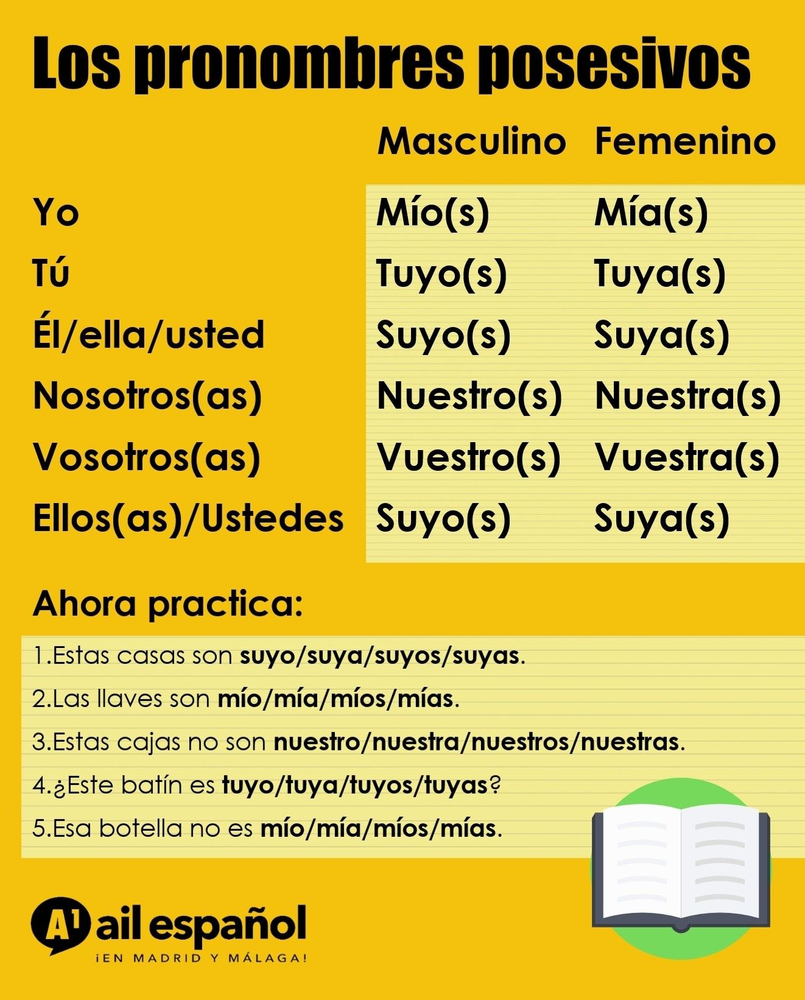 Los pronombres posesivos
Masculino Femenino
Yo Mío(s) Mía(s)
Tú Tuyo(s) Tuya(s)
Él/ella/usted Suyo(s) Suya(s)
Nosotros(as) Nuestro(s) Nuestra(s)
Vosotros(as) Vuestro(s) Vuestra(s)
Ellos(as)/Ustedes Suyo(s) Suya(s)
Ahora practica:
1.Estas casas son suyo/suya/suyos/suyas.
2.Las llaves son mío/mía/míos/mías.
3.Estas cajas no son nuestro/nuestra/nuestros/nuestras.
4.¿Este batín es tuyo/tuya/tuyos/tuyas?
5.Esa botella no es mío/mía/míos/mías.
A1 ail español
¡EN MADRID Y MÁLAGA!